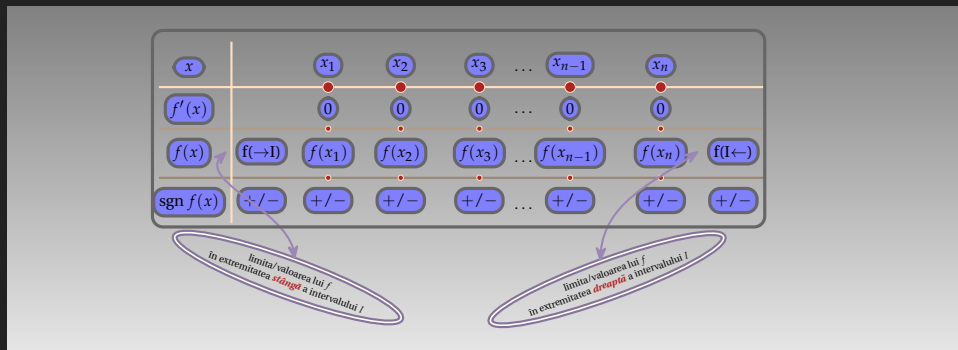 x x₁ x₂ x₃ … xₙ₋₁ xₙ
f′(x) 0 0 0 … 0 0
f(x) f(→I) f(x₁) f(x₂) f(x₃) … f(xₙ₋₁) f(xₙ) f(I←)
sgn f(x) +/− +/− +/− +/− … +/− +/− +/−
limita/valoarea lui f
în extremitatea stângă a intervalului I
limita/valoarea lui f
în extremitatea dreaptă a intervalului I